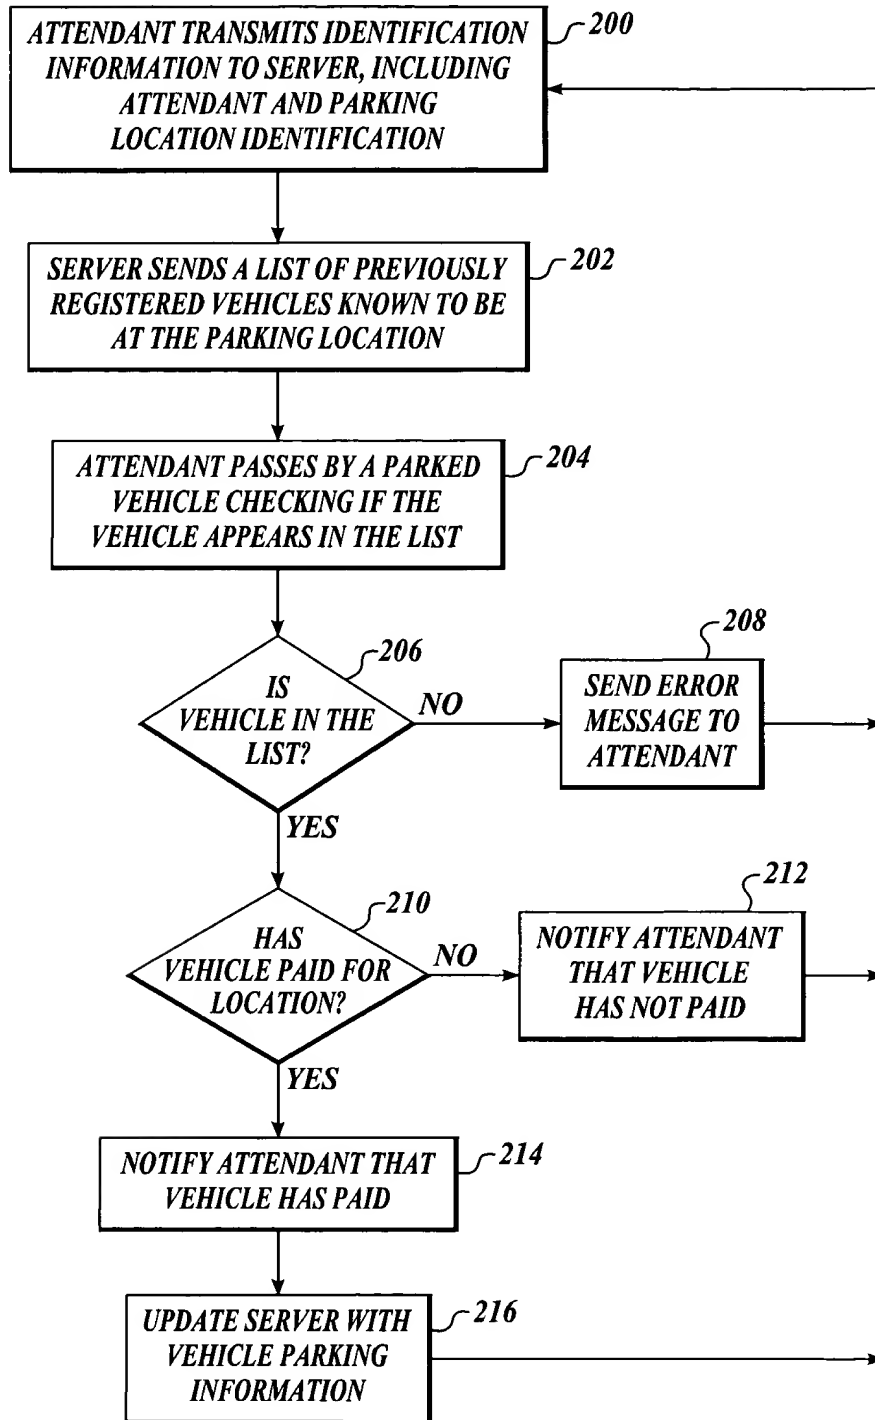 ATTENDANT TRANSMITS IDENTIFICATION
INFORMATION TO SERVER, INCLUDING
ATTENDANT AND PARKING
LOCATION IDENTIFICATION
200
SERVER SENDS A LIST OF PREVIOUSLY
REGISTERED VEHICLES KNOWN TO BE
AT THE PARKING LOCATION
202
ATTENDANT PASSES BY A PARKED
VEHICLE CHECKING IF THE
VEHICLE APPEARS IN THE LIST
204
IS
VEHICLE IN THE
LIST?
206
NO
SEND ERROR
MESSAGE TO
ATTENDANT
208
YES
HAS
VEHICLE PAID FOR
LOCATION?
210
NO
NOTIFY ATTENDANT
THAT VEHICLE
HAS NOT PAID
212
YES
NOTIFY ATTENDANT THAT
VEHICLE HAS PAID
214
UPDATE SERVER WITH
VEHICLE PARKING
INFORMATION
216